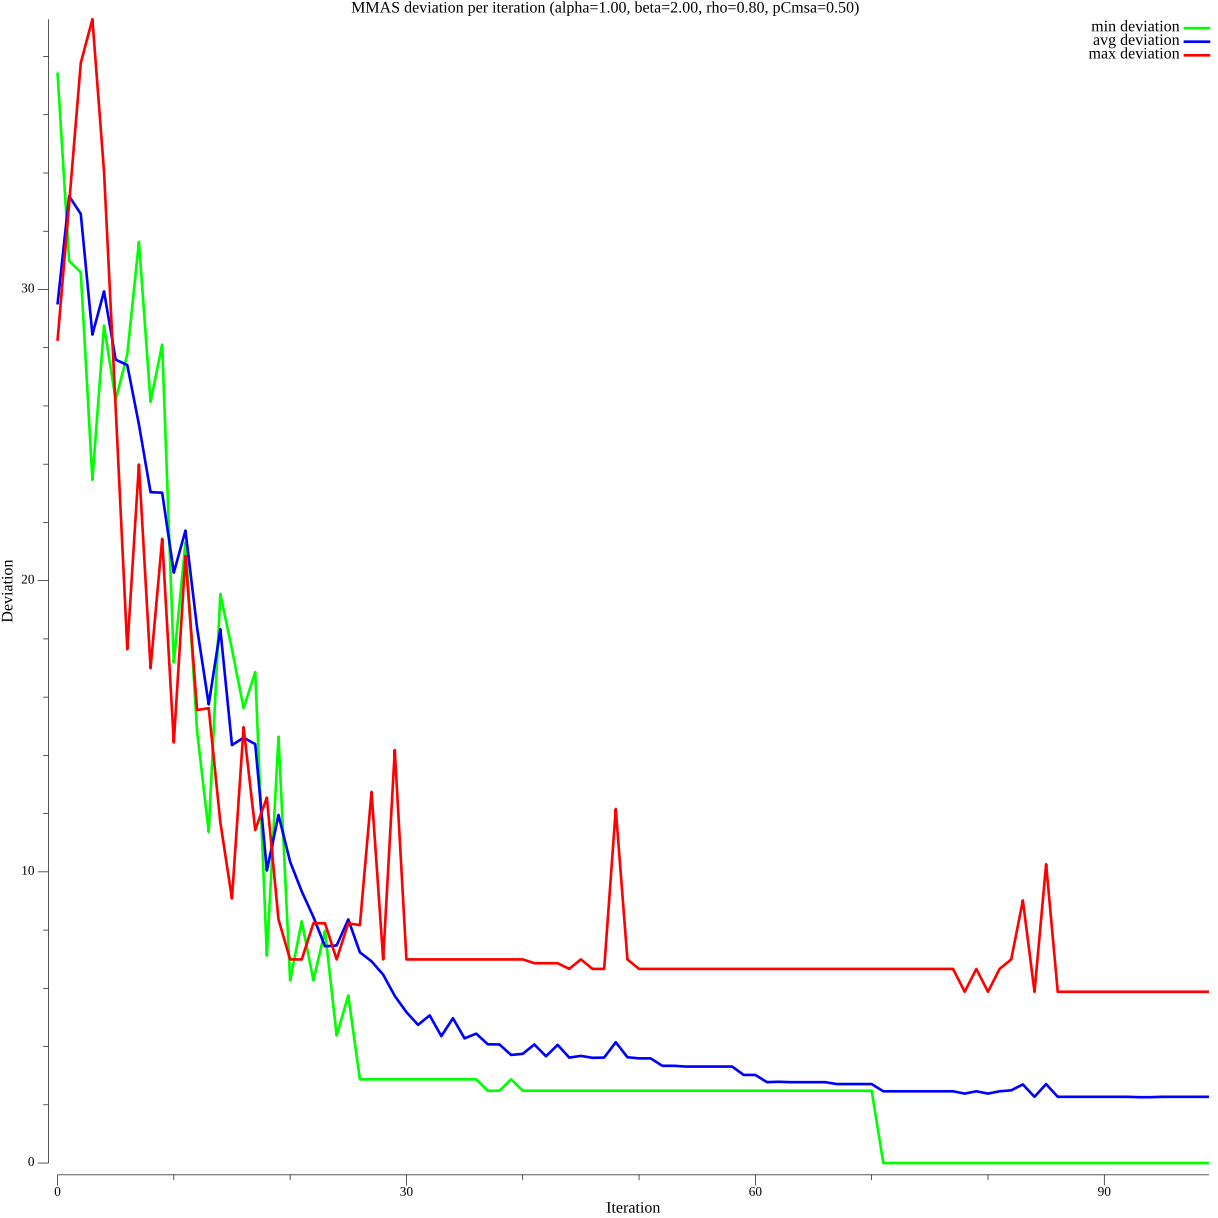 MMAS deviation per iteration (alpha=1.00, beta=2.00, rho=0.80, pCmsa=0.50)
min deviation
avg deviation
max deviation
30
20
10
0
Deviation
0 30 60 90
Iteration